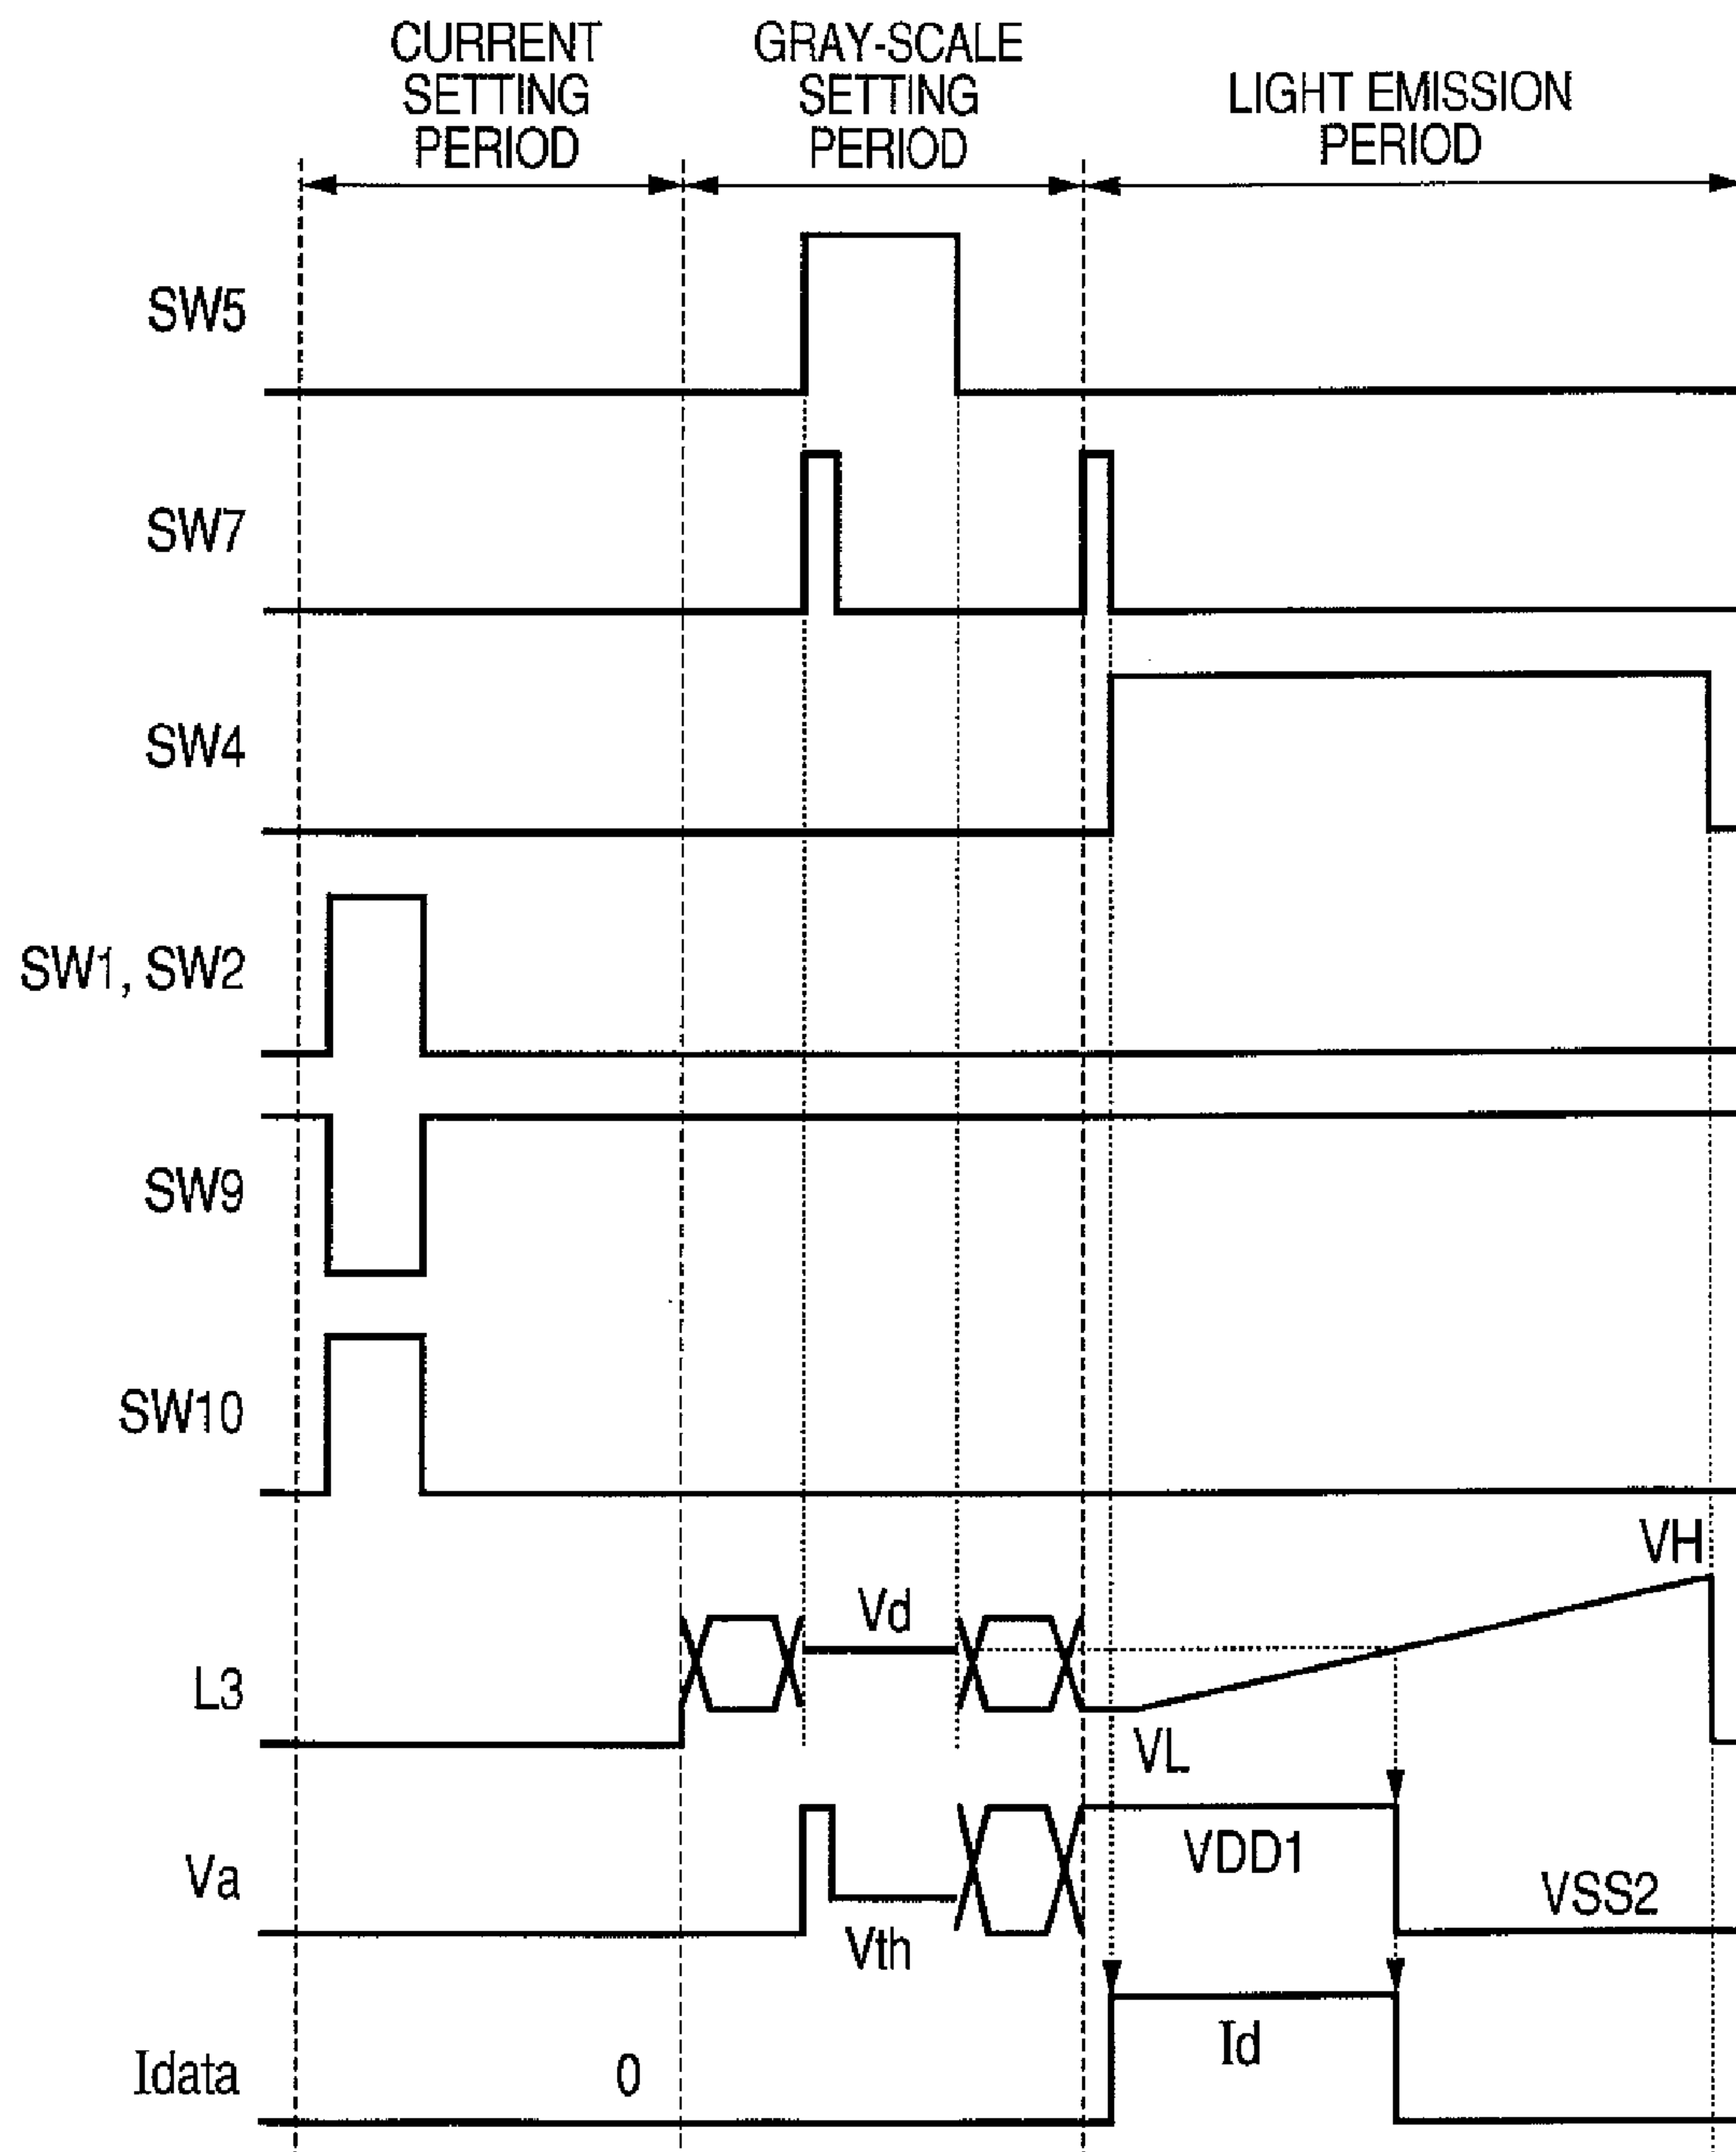 CURRENT
SETTING
PERIOD
GRAY-SCALE
SETTING
PERIOD
LIGHT EMISSION
PERIOD
SW5
SW7
SW4
SW1, SW2
SW9
SW10
VH
Vd
L3
VL
VDD1
Va
VSS2
Vth
Id
Idata
0